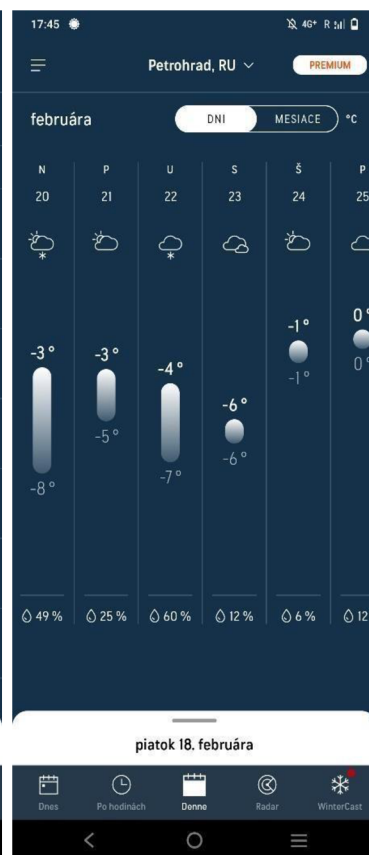 17:45 4G+ R
Petrohrad, RU PREMIUM
februára DNI MESIACE °C
N P U S Š P
20 21 22 23 24 25
-3° -3° -4° -6° -1° 0°
-8° -5° -7° -6° -1° 0°
49 % 25 % 60 % 12 % 6 % 12
piatok 18. februára
Dnes Po hodinách Denne Radar WinterCast